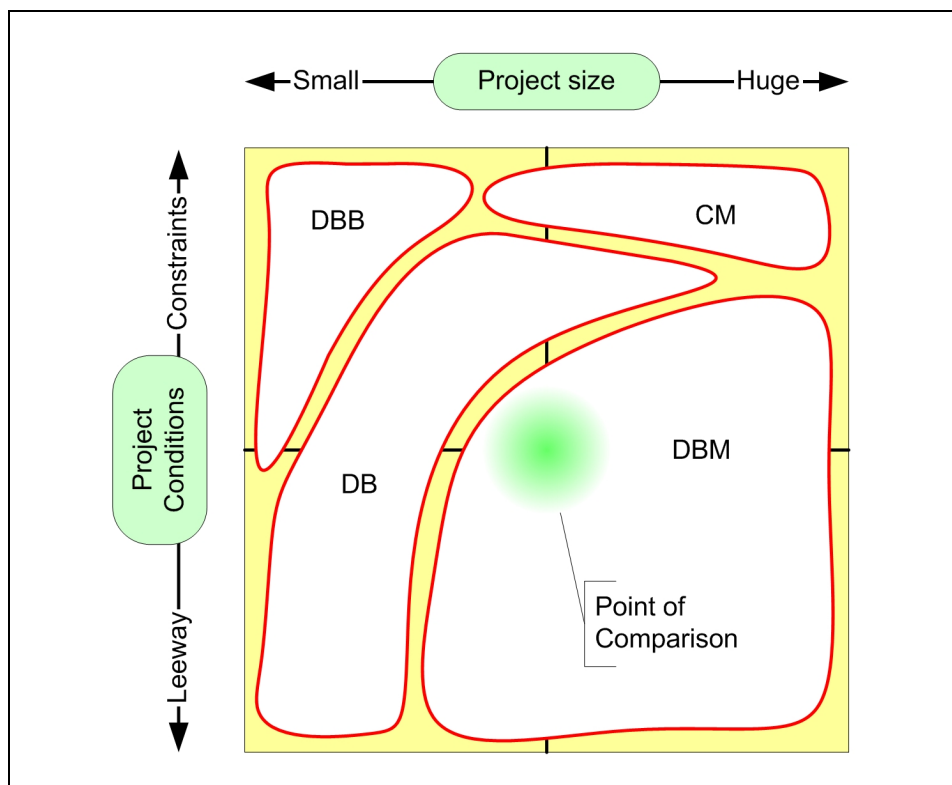 Small
Project size
Huge
Constraints
Project
Conditions
Leeway
DBB
CM
DB
DBM
Point of
Comparison